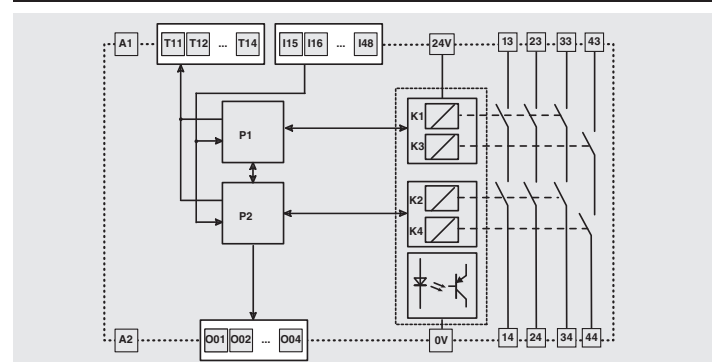 A1 T11 T12 ... T14 I15 I16 ... I48 24V 13 23 33 43
K1
P1
K3
K2
P2
K4
A2 O01 O02 ... O04 0V 14 24 34 44